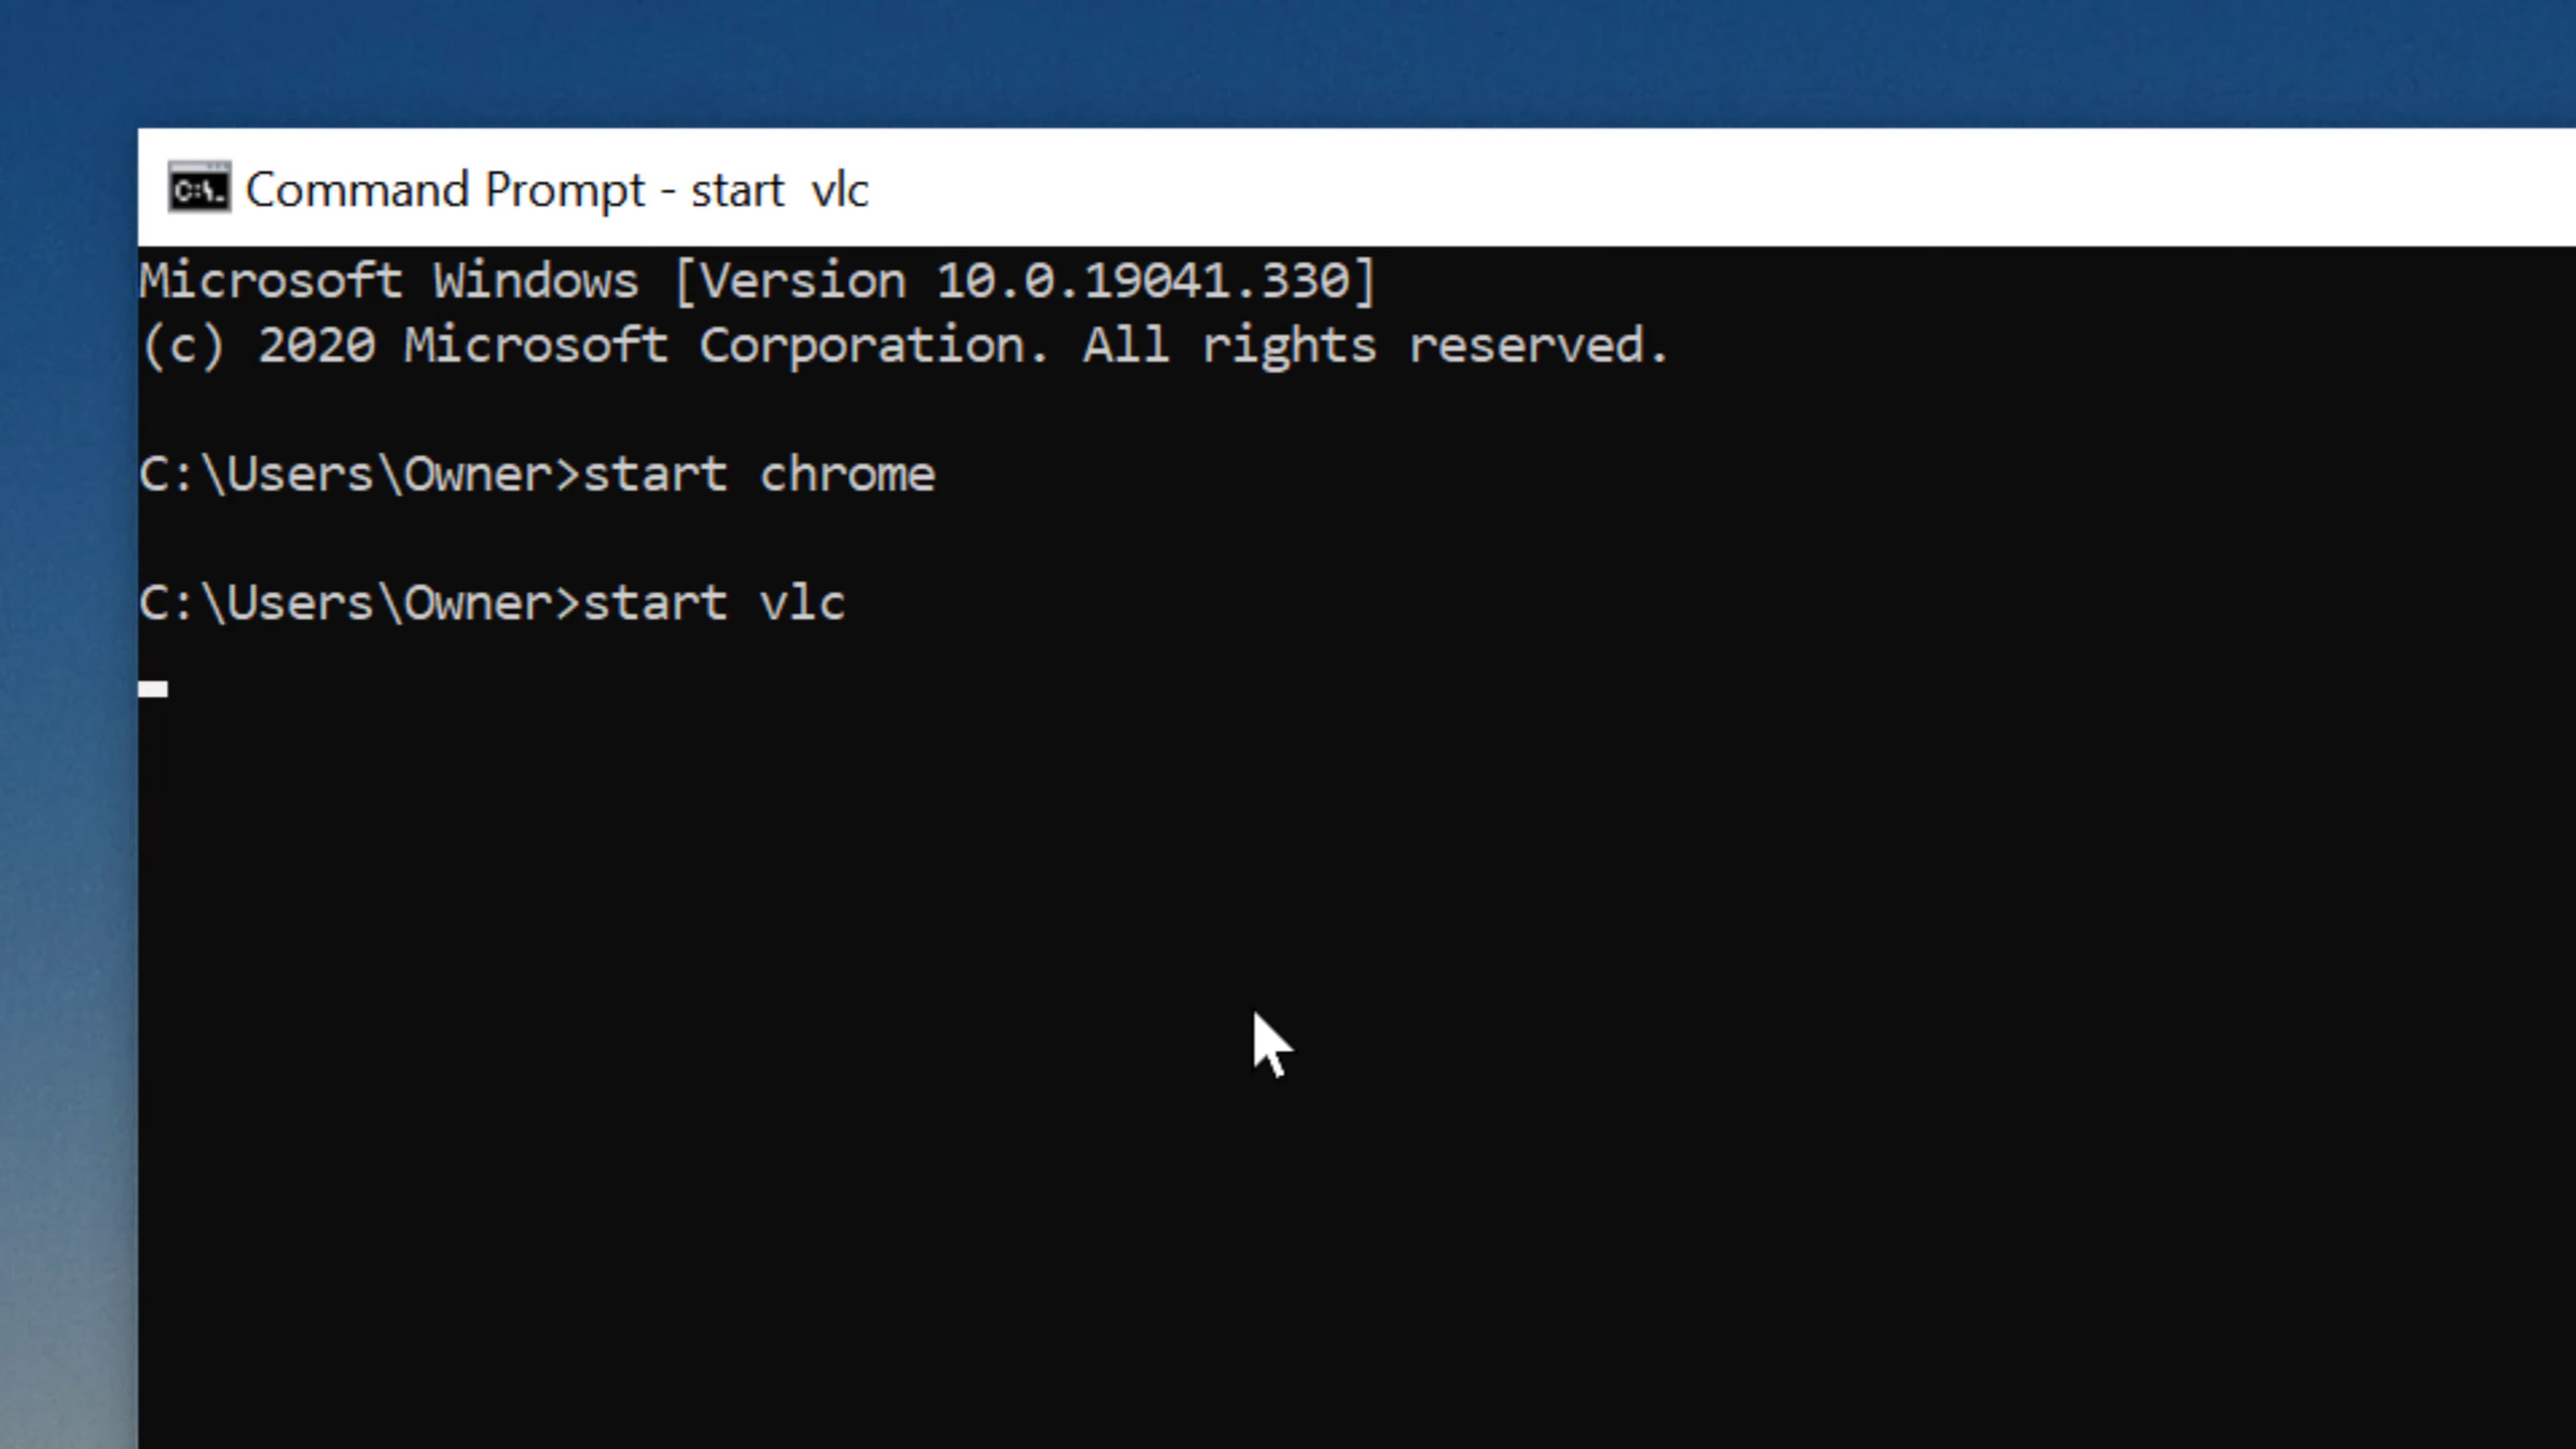 C:\.
Command Prompt - start  vlc
Microsoft Windows [Version 10.0.19041.330]
(c) 2020 Microsoft Corporation. All rights reserved.
C:\Users\Owner>start chrome
C:\Users\Owner>start vlc